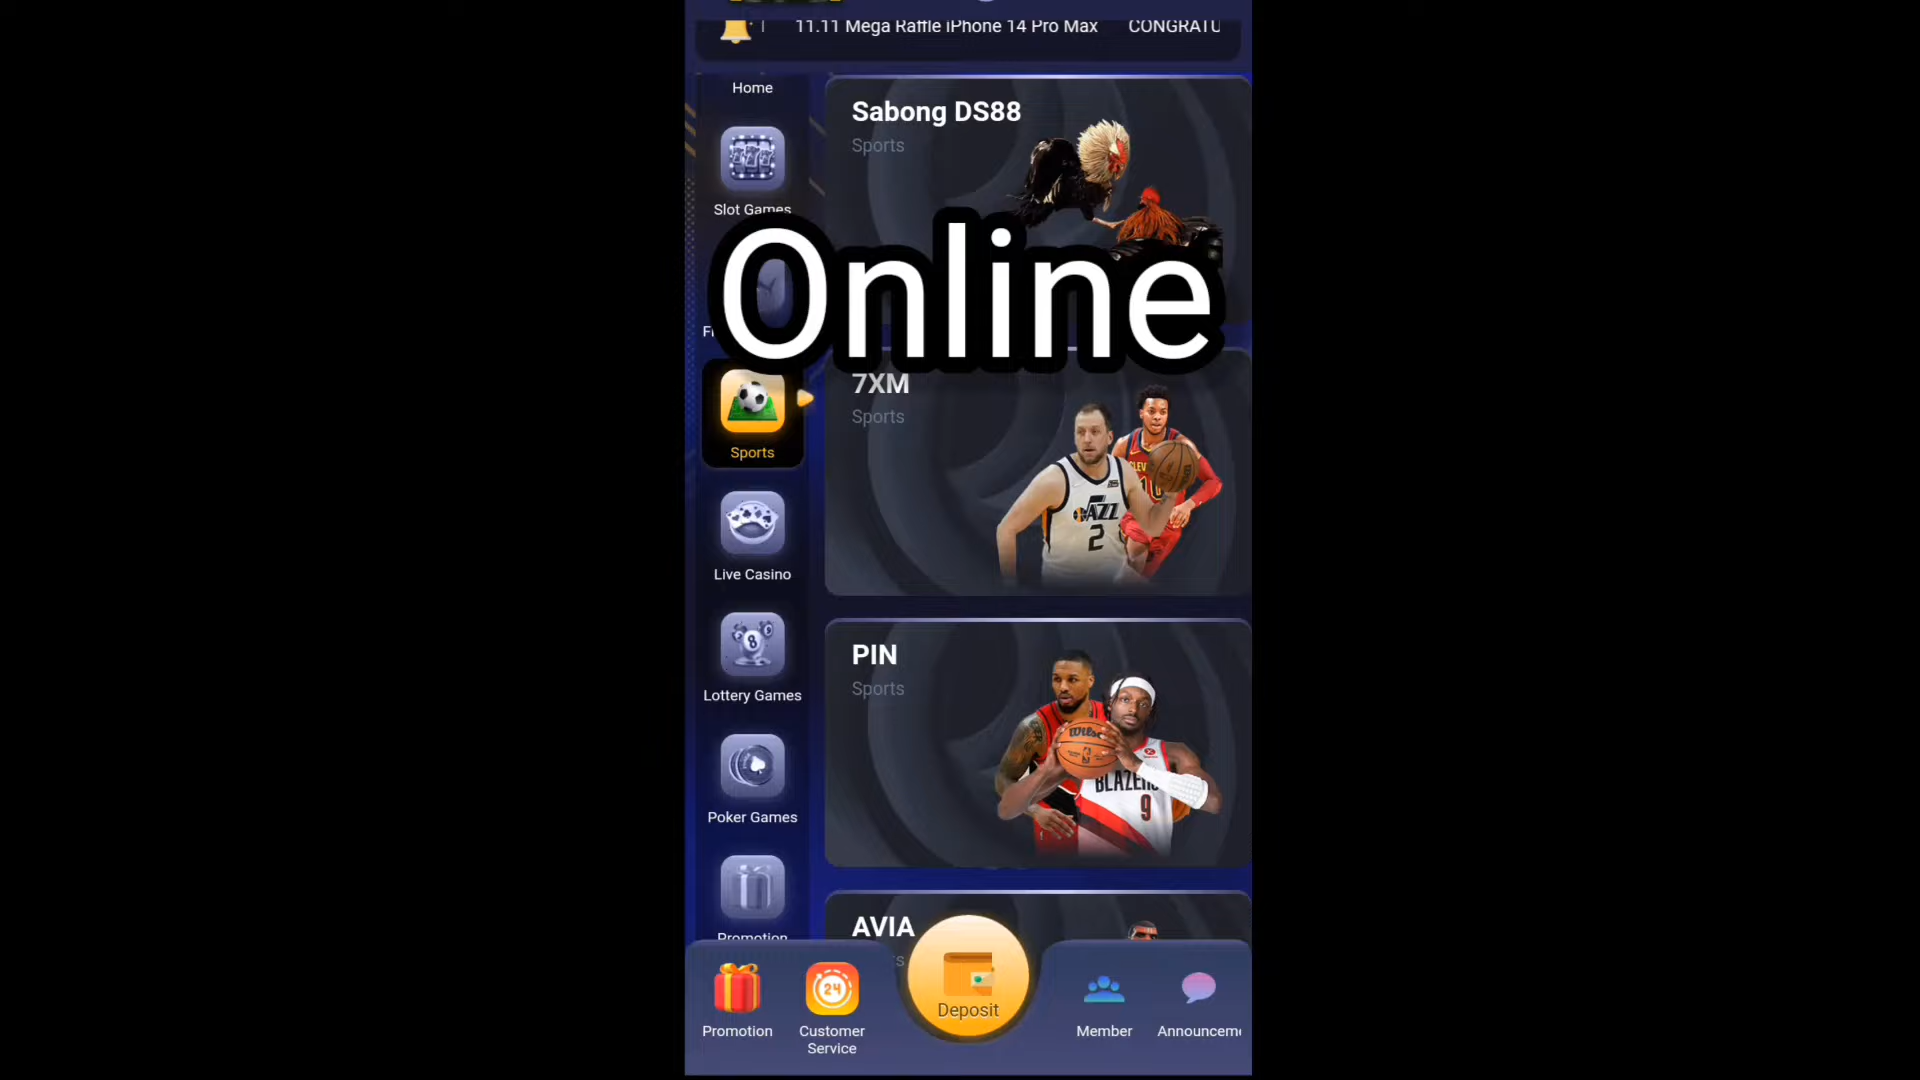 11.11 Mega Raffle iPhone 14 Pro Max CONGRATU
Home
Sabong DS88
Sports
Slot Games
Online
7XM
Sports
Sports
Live Casino
PIN
Sports
Lottery Games
Poker Games
AVIA
Promotion
Deposit
Promotion
Customer
Service
Member
Announceme